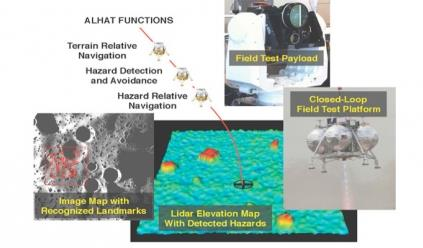 ALHAT FUNCTIONS
Terrain Relative
Navigation
Hazard Detection
and Avoidance
Hazard Relative
Navigation
Field Test Payload
Closed-Loop
Field Test Platform
Image Map with
Recognized Landmarks
Lidar Elevation Map
With Detected Hazards